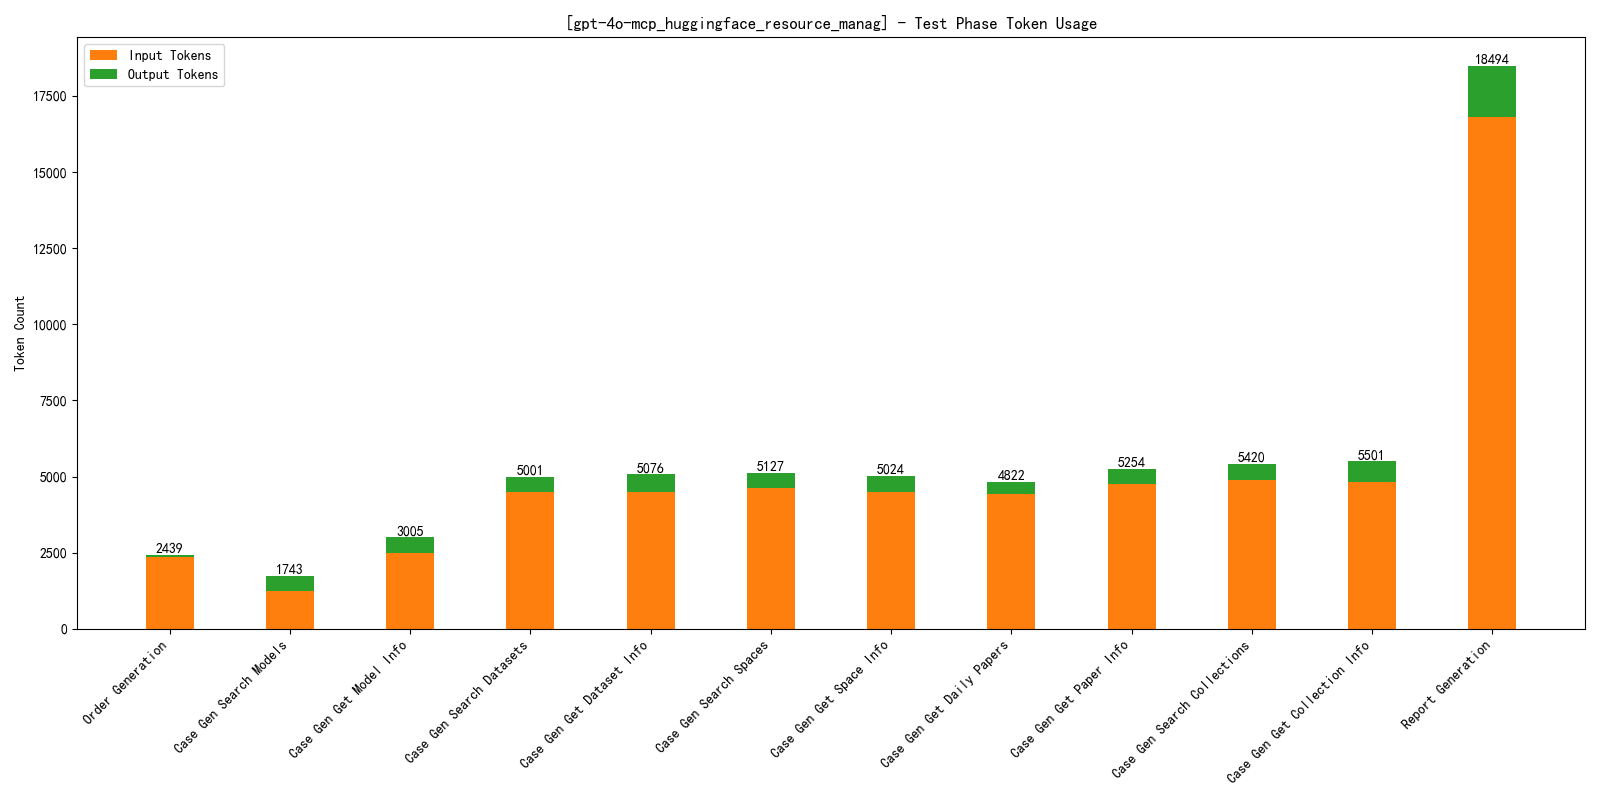 [gpt-4o-mcp_huggingface_resource_manag] - Test Phase Token Usage
Input Tokens
Output Tokens
Token Count
17500
15000
12500
10000
7500
5000
2500
0
2439
1743
3005
5001
5076
5127
5024
4822
5254
5420
5501
18494
Order Generation
Case Gen Search Models
Case Gen Get Model Info
Case Gen Search Datasets
Case Gen Get Dataset Info
Case Gen Search Spaces
Case Gen Get Space Info
Case Gen Get Daily Papers
Case Gen Get Paper Info
Case Gen Search Collections
Case Gen Get Collection Info
Report Generation